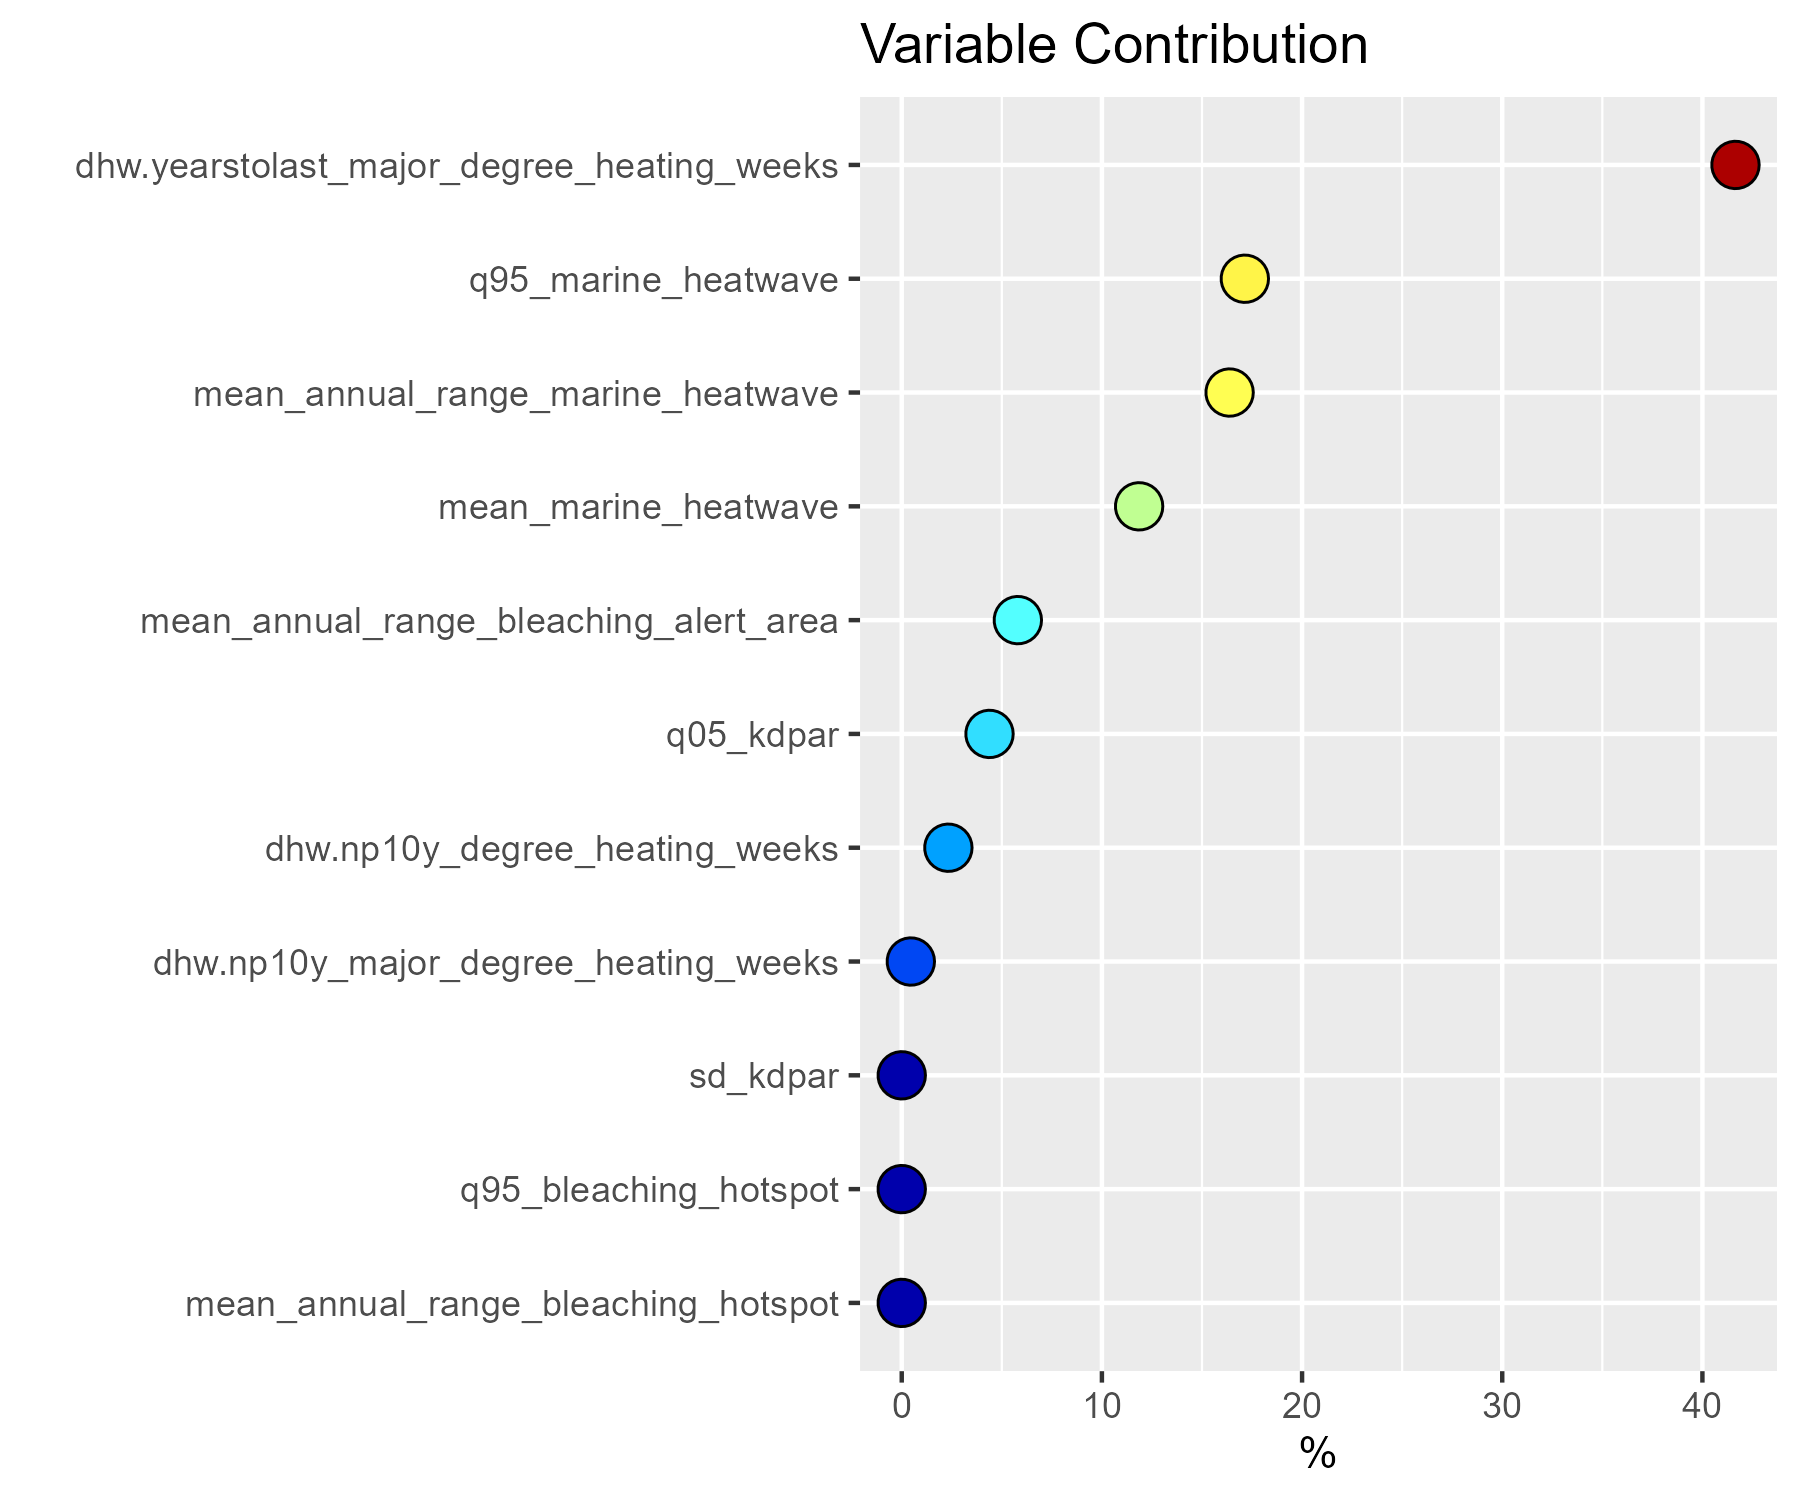 Variable Contribution
dhw.yearstolast_major_degree_heating_weeks
q95_marine_heatwave
mean_annual_range_marine_heatwave
mean_marine_heatwave
mean_annual_range_bleaching_alert_area
q05_kdpar
dhw.np10y_degree_heating_weeks
dhw.np10y_major_degree_heating_weeks
sd_kdpar
q95_bleaching_hotspot
mean_annual_range_bleaching_hotspot
0 10 20 30 40
%